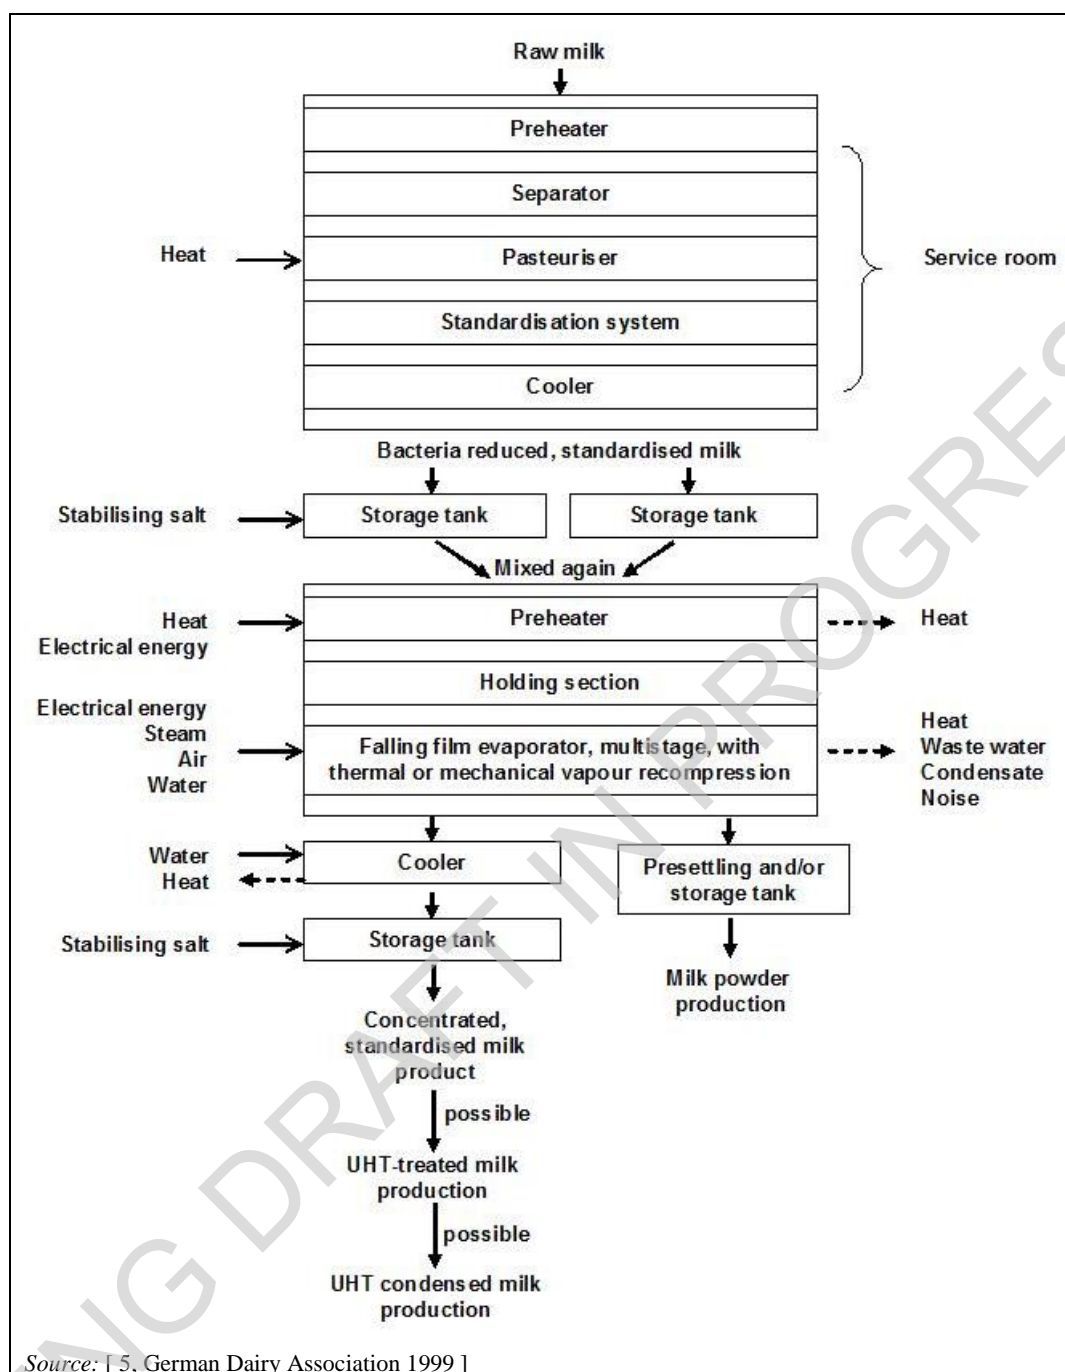 Raw milk
Preheater
Separator
Heat
Pasteuriser
Service room
Standardisation system
Cooler
Bacteria reduced, standardised milk
Stabilising salt
Storage tank
Storage tank
Mixed again
Heat
Electrical energy
Preheater
Heat
Holding section
Electrical energy
Steam
Air
Water
Falling film evaporator, multistage, with
thermal or mechanical vapour recompression
Heat
Waste water
Condensate
Noise
Water
Heat
Cooler
Presettling and/or
storage tank
Stabilising salt
Storage tank
Milk powder
production
Concentrated,
standardised milk
product
possible
UHT-treated milk
production
possible
UHT condensed milk
production
Source: [ 5, German Dairy Association 1999 ]
NG DRAFT IN PROGRES